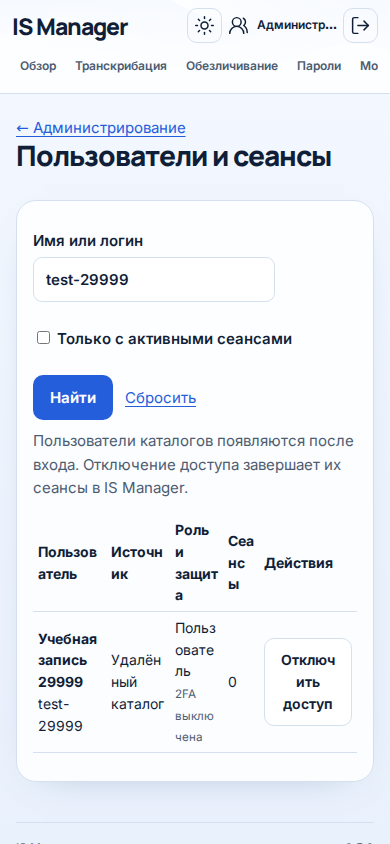 IS Manager
Администр...
Обзор Транскрибация Обезличивание Пароли Мо
← Администрирование
Пользователи и сеансы
Имя или логин
test-29999
Только с активными сеансами
Найти Сбросить
Пользователи каталогов появляются после
входа. Отключение доступа завершает их
сеансы в IS Manager.
Пользов
атель
Источн
ик
Роль
и
защит
а
Сеа
нс
ы
Действия
Учебная
запись
29999
test-
29999
Удалён
ный
каталог
Польз
овате
ль
2FA
выклю
чена
0
Отключ
ить
доступ